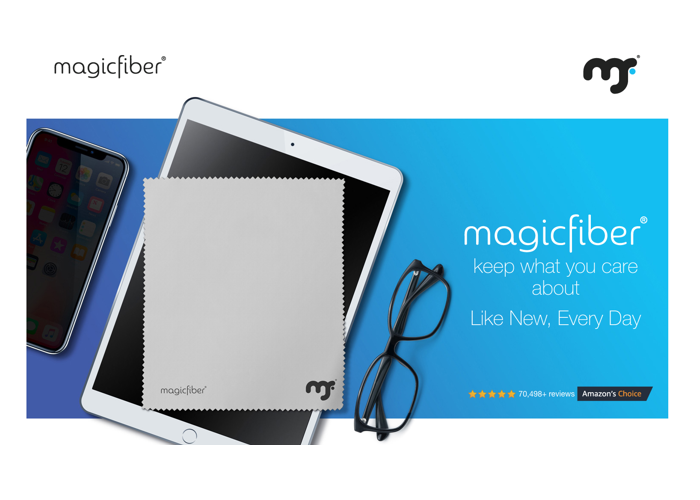 magicfiber®
magicfiber®
keep what you care
about
Like New, Every Day
magicfiber®
70,498+ reviews Amazon's Choice